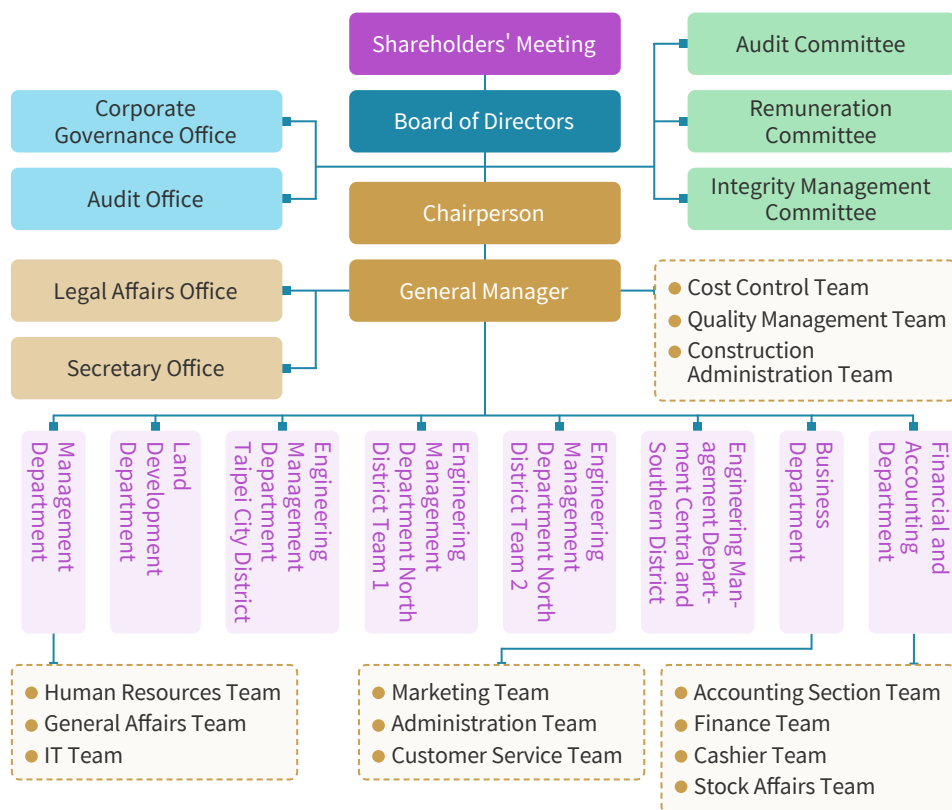 Shareholders' Meeting
Audit Committee
Corporate
Governance Office
Board of Directors
Remuneration
Committee
Audit Office
Chairperson
Integrity Management
Committee
Legal Affairs Office
General Manager
Cost Control Team
Quality Management Team
Construction
Administration Team
Secretary Office
Management
Department
Land
Development
Department
Engineering
Management
Department
Taipei City District
Engineering
Management
Department North
District Team 1
Engineering
Management
Department North
District Team 2
Engineering Man-
agement Depart-
ment Central and
Southern District
Business
Department
Financial and
Accounting
Department
Human Resources Team
General Affairs Team
IT Team
Marketing Team
Administration Team
Customer Service Team
Accounting Section Team
Finance Team
Cashier Team
Stock Affairs Team